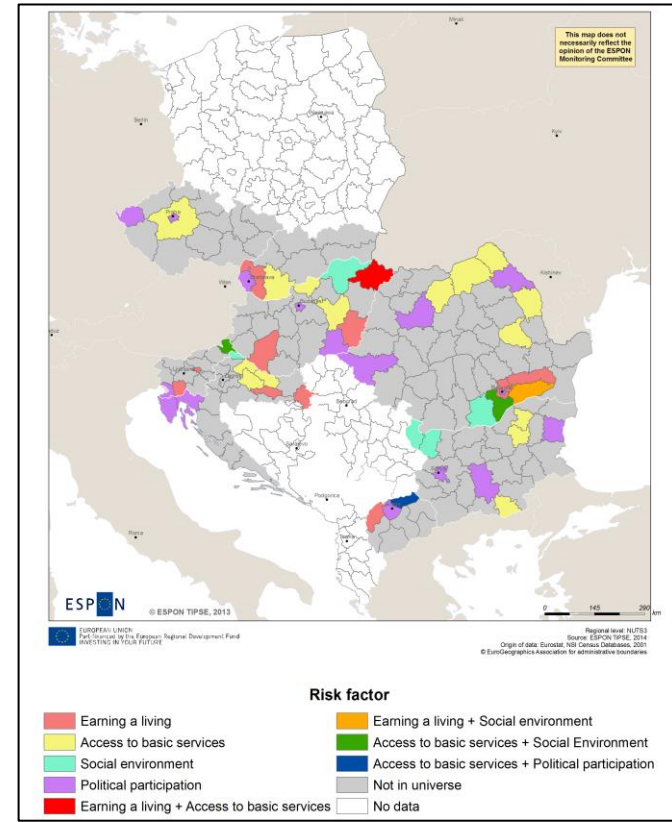 This map does not
necessarily reflect the
opinion of the ESPON
Monitoring Committee
Minas
Berlin
Kyiv
Praha
Wien
Bratislava
Budapest
Chisinau
Ljubljana
Zagreb
Beograd
Sarajevo
Podgorica
Sofia
Roma
Tirana
ESPON
© ESPON TIPSE, 2013
0 145 290
km
EUROPEAN UNION
Part-financed by the European Regional Development Fund
INVESTING IN YOUR FUTURE
Regional level: NUTS3
Source: ESPON TIPSE, 2014
Origin of data: Eurostat, NSI Census Databases, 2001
© EuroGeographics Association for administrative boundaries
Risk factor
Earning a living
Access to basic services
Social environment
Political participation
Earning a living + Access to basic services
Earning a living + Social environment
Access to basic services + Social Environment
Access to basic services + Political participation
Not in universe
No data